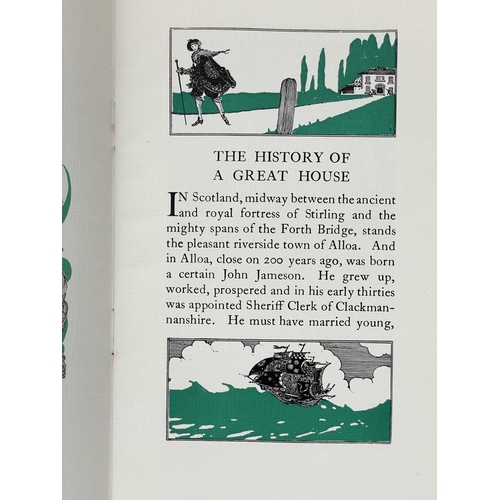 THE HISTORY OF
A GREAT HOUSE
IN Scotland, midway between the ancient
and royal fortress of Stirling and the
mighty spans of the Forth Bridge, stands
the pleasant riverside town of Alloa. And
in Alloa, close on 200 years ago, was born
a certain John Jameson. He grew up,
worked, prospered and in his early thirties
was appointed Sheriff Clerk of Clackman-
nanshire. He must have married young,